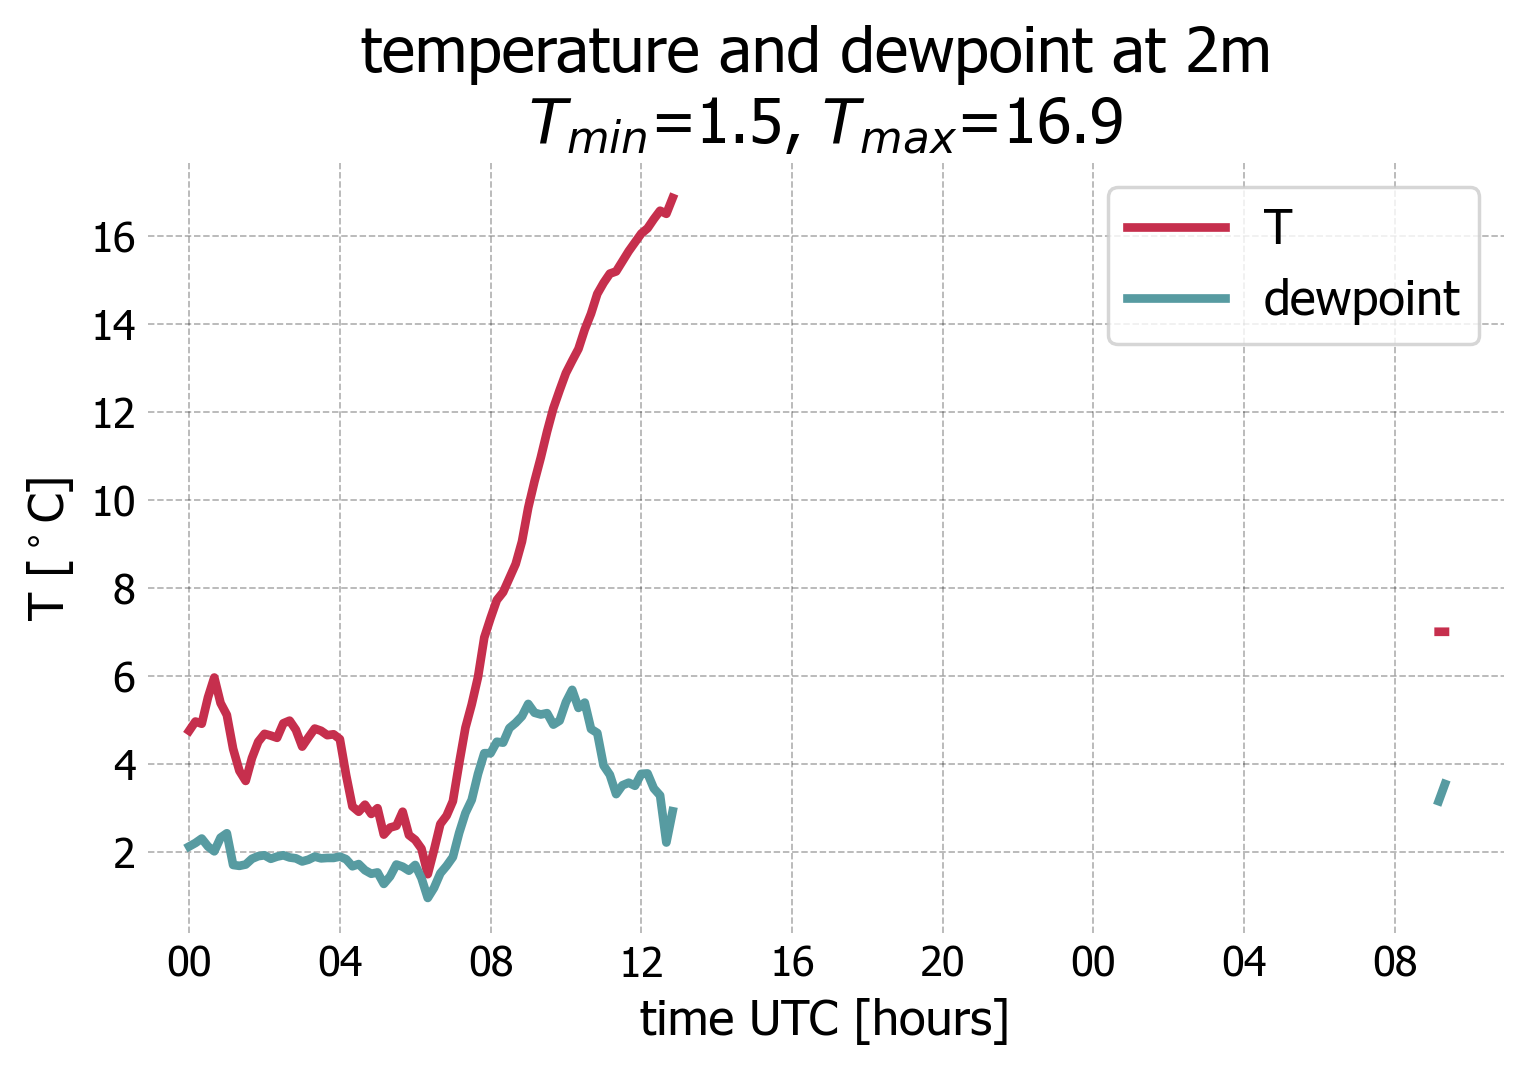 temperature and dewpoint at 2m
T_min=1.5, T_max=16.9
T
dewpoint
16
14
12
10
8
6
4
2
T [°C]
00 04 08 12 16 20 00 04 08
time UTC [hours]